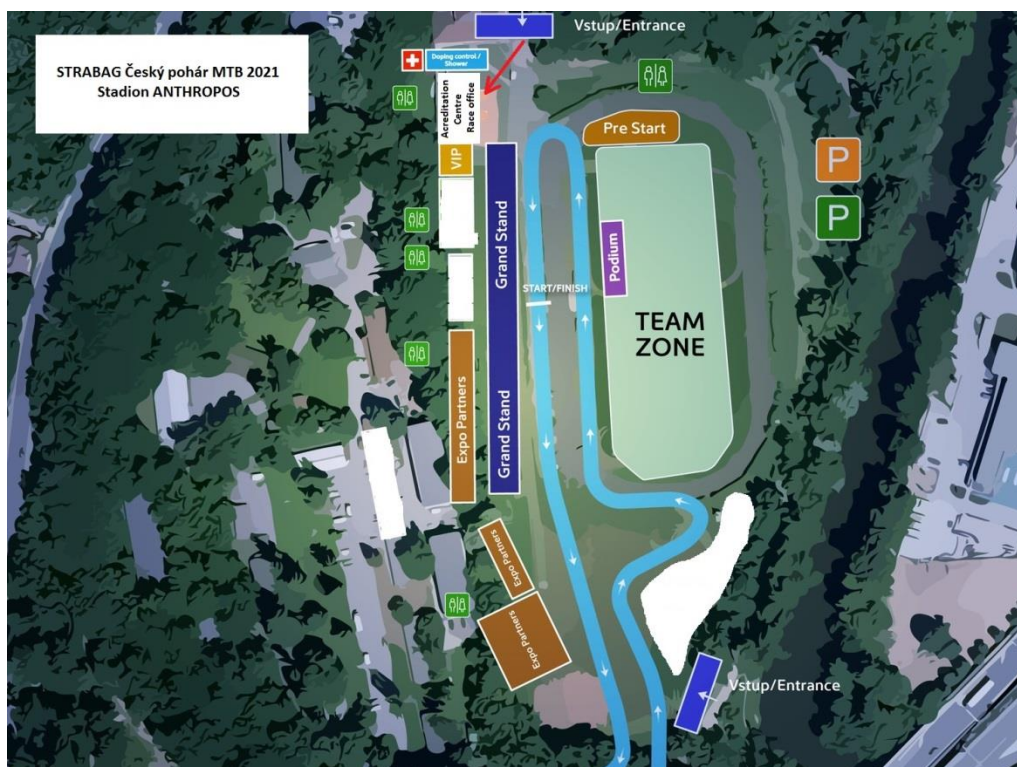 STRABAG Český pohár MTB 2021
Stadion ANTHROPOS
Vstup/Entrance
Doping control /
Shower
Acreditation
Centre
Race office
VIP
Pre Start
P
P
Grand Stand
Podium
START/FINISH
TEAM
ZONE
Expo Partners
Grand Stand
Expo Partners
Expo Partners
Vstup/Entrance